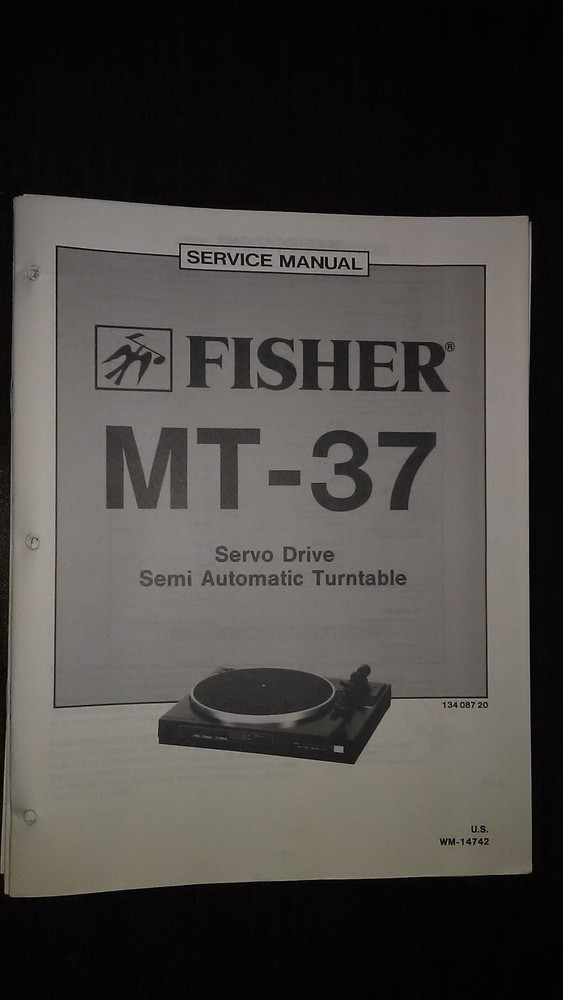 SERVICE MANUAL
FISHER®
MT-37
Servo Drive
Semi Automatic Turntable
134 087 20
U.S.
WM-14742